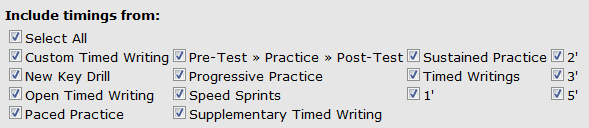 Include timings from:
Select All
Custom Timed Writing Pre-Test » Practice » Post-Test Sustained Practice 2'
New Key Drill Progressive Practice Timed Writings 3'
Open Timed Writing Speed Sprints 1' 5'
Paced Practice Supplementary Timed Writing